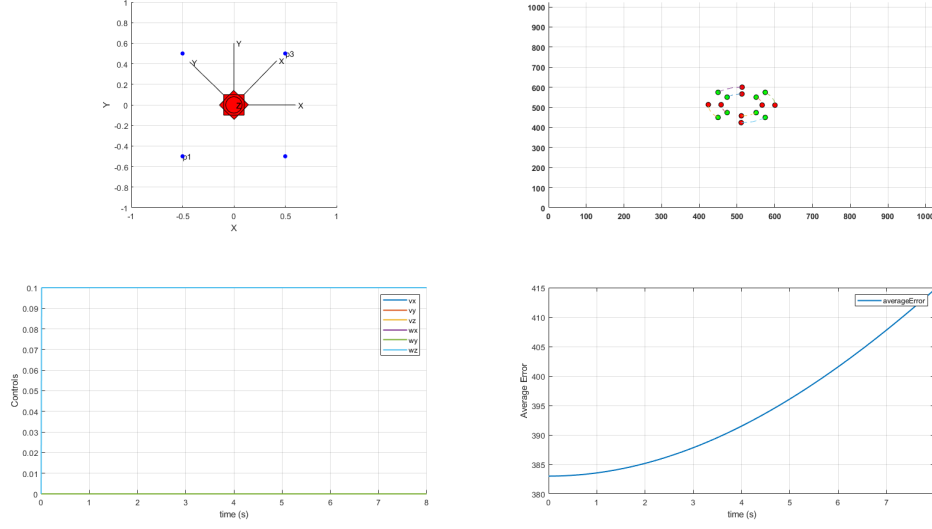 1
0.8
0.6
0.4
0.2
0
-0.2
-0.4
-0.6
-0.8
-1
Y
Y
Y
X
X
p3
p1
-1
-0.5
0
0.5
1
X
1000
900
800
700
600
500
400
300
200
100
0
0 100 200 300 400 500 600 700 800 900 1000
0.1
0.09
0.08
0.07
0.06
0.05
0.04
0.03
0.02
0.01
0
Controls
vx
vy
vz
wx
wy
wz
0 1 2 3 4 5 6 7 8
time (s)
415
410
405
400
395
390
385
380
Average Error
averageError
0 1 2 3 4 5 6 7
time (s)